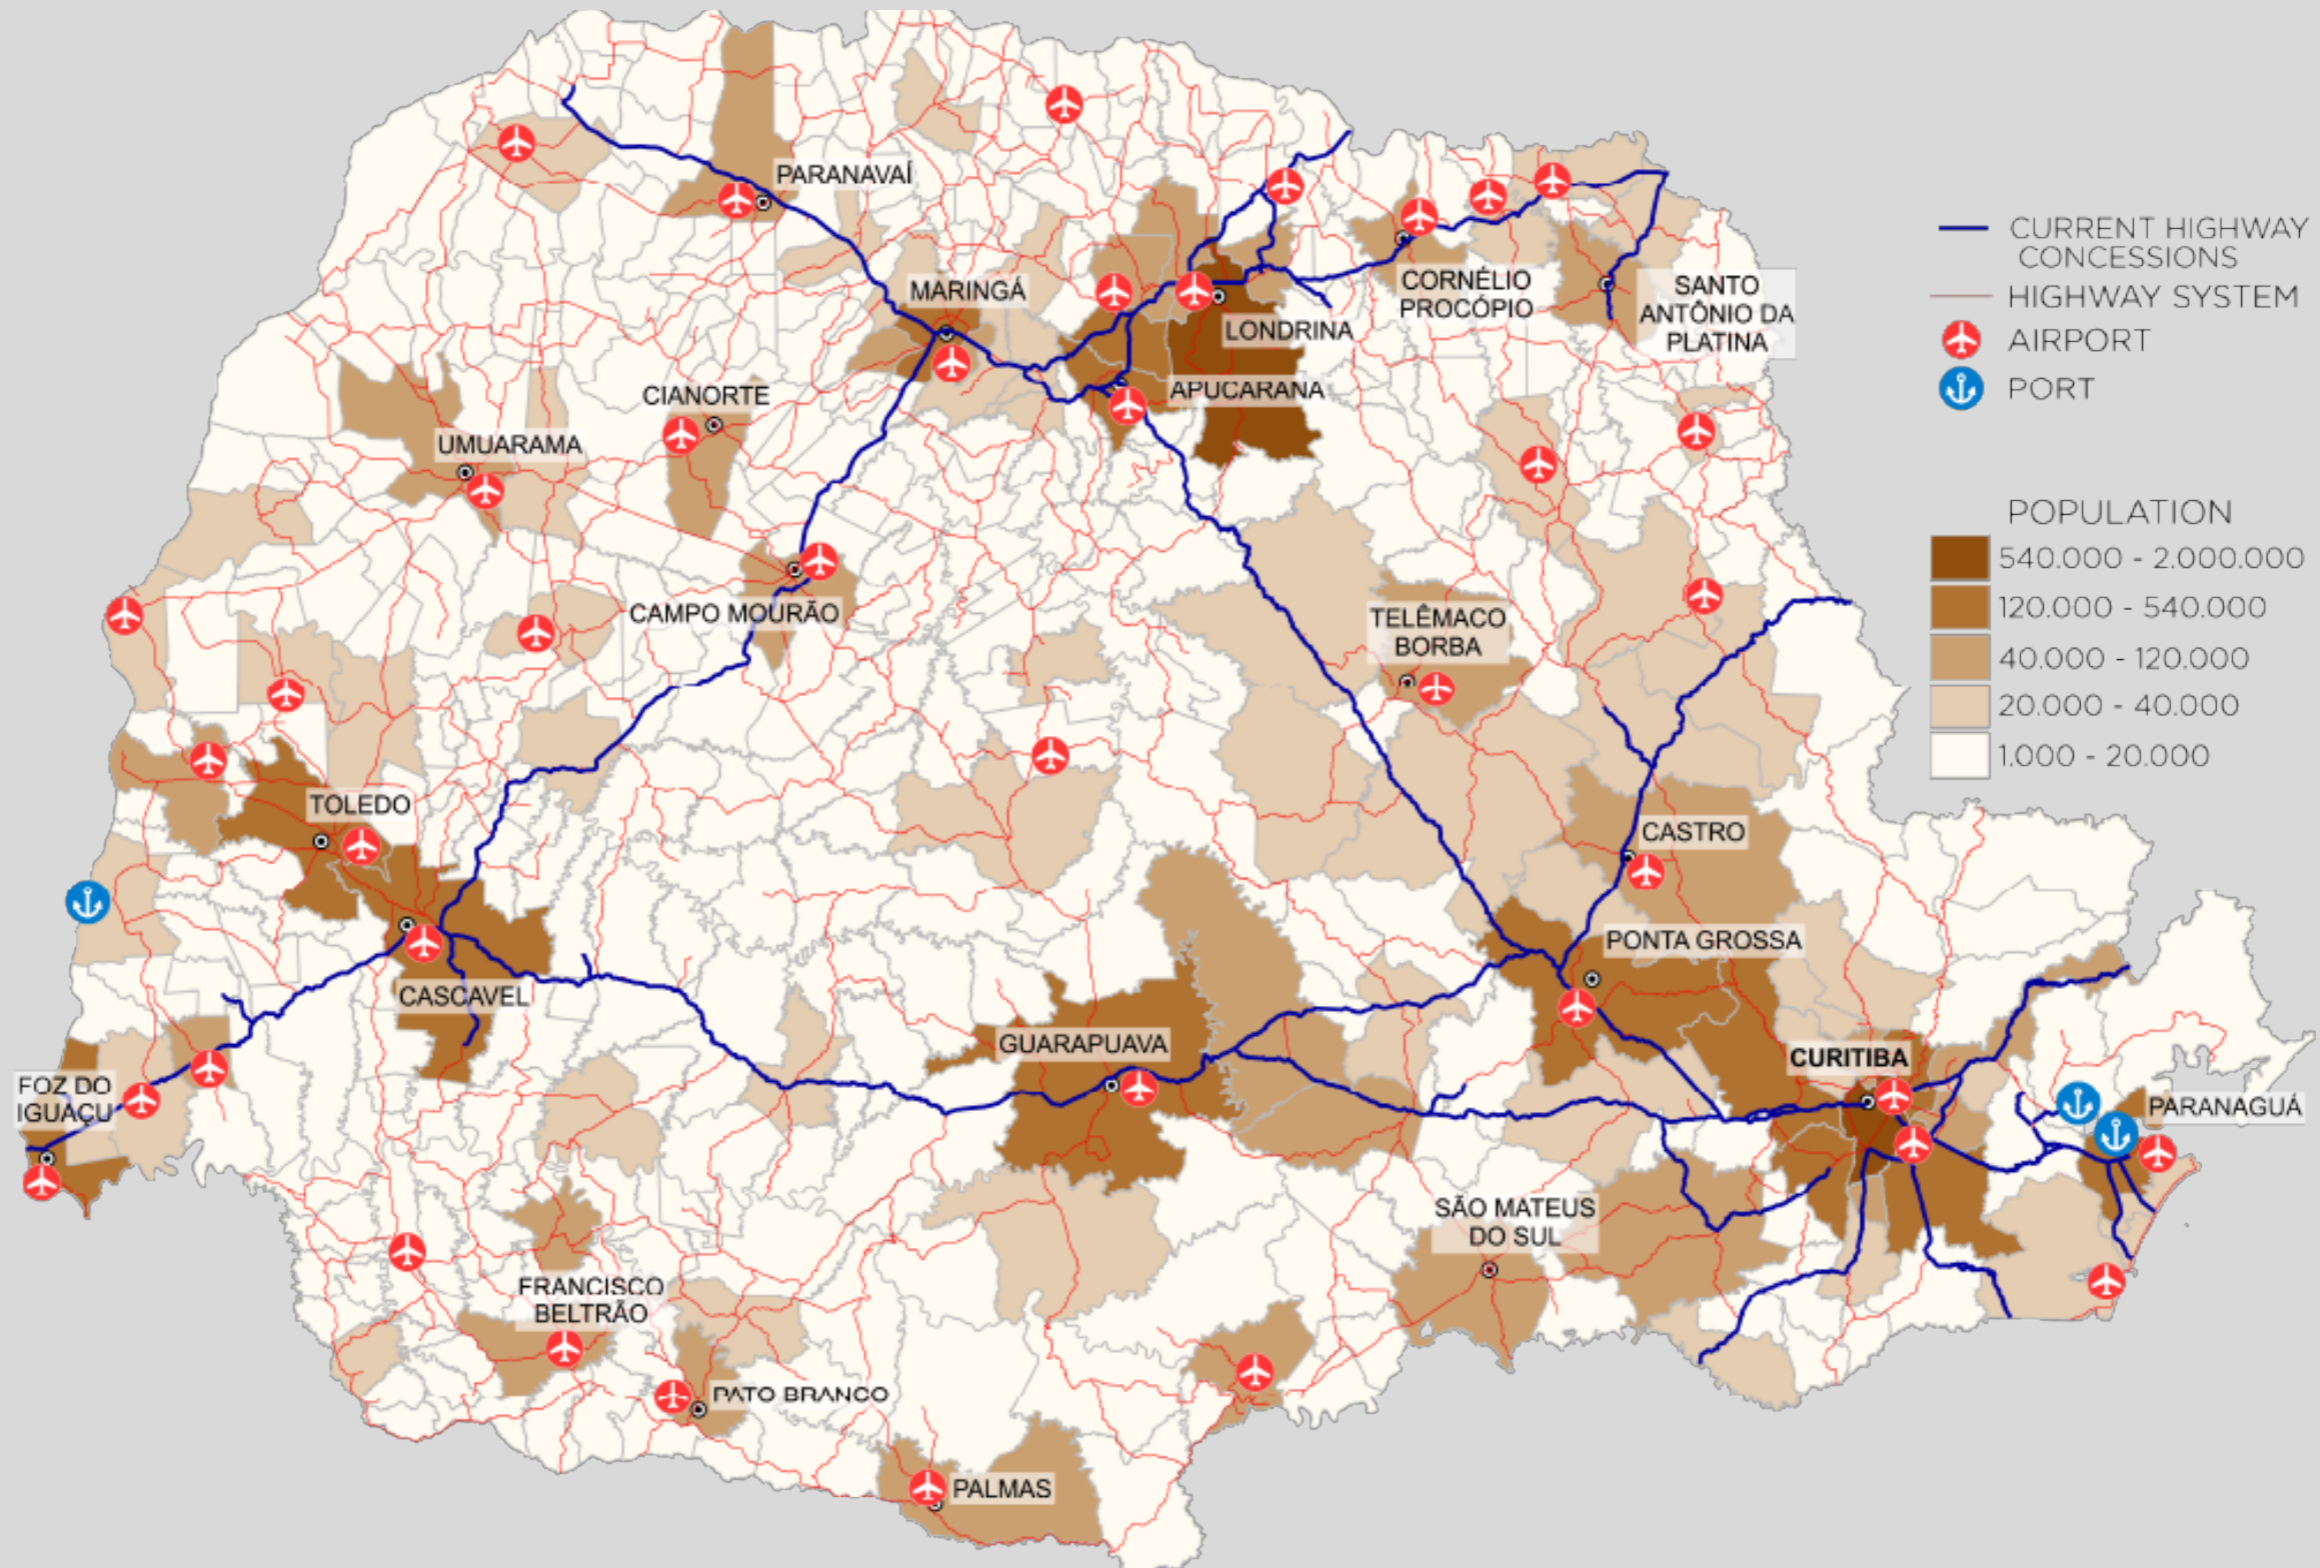 PARANAVAÍ
MARINGÁ
CORNÉLIO
PROCÓPIO
SANTO
ANTÔNIO DA
PLATINA
LONDRINA
CIANORTE
APUCARANA
UMUARAMA
CAMPO MOURÃO
TELÊMACO
BORBA
TOLEDO
CASTRO
PONTA GROSSA
CASCAVEL
GUARAPUAVA
CURITIBA
FOZ DO
IGUAÇU
PARANAGUÁ
SÃO MATEUS
DO SUL
FRANCISCO
BELTRÃO
PATO BRANCO
PALMAS
CURRENT HIGHWAY
CONCESSIONS
HIGHWAY SYSTEM
AIRPORT
PORT
POPULATION
540.000 - 2.000.000
120.000 - 540.000
40.000 - 120.000
20.000 - 40.000
1.000 - 20.000